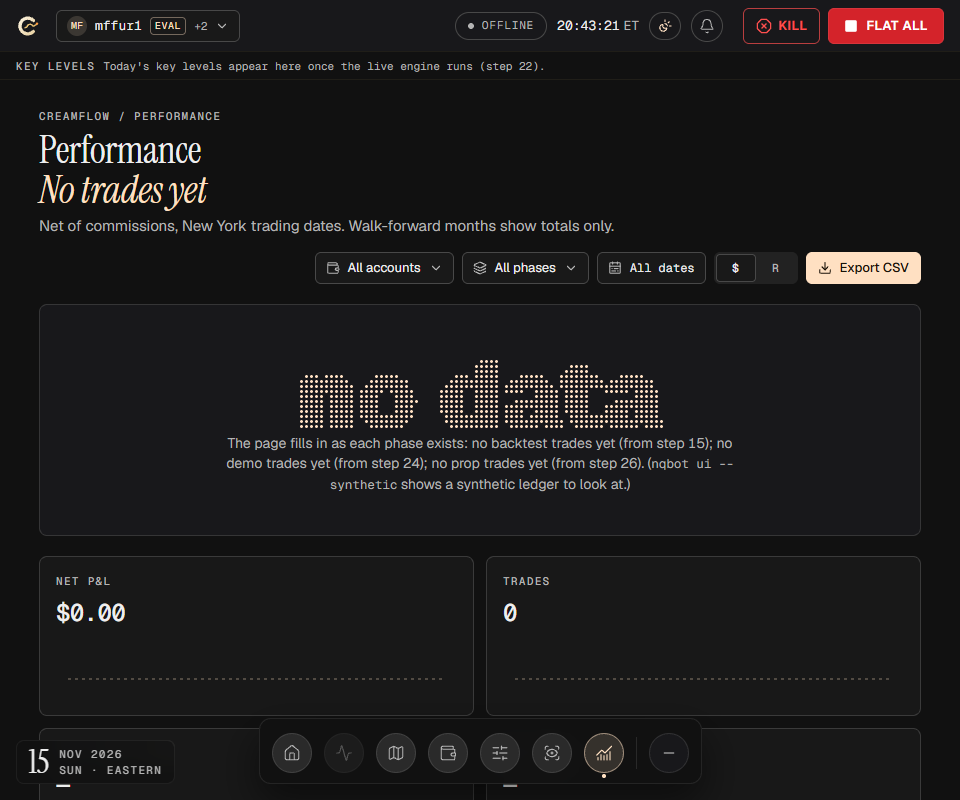 MF mffur1 EVAL +2
OFFLINE
20:43:21 ET
KILL
FLAT ALL
KEY LEVELS Today's key levels appear here once the live engine runs (step 22).
CREAMFLOW / PERFORMANCE
Performance
No trades yet
Net of commissions, New York trading dates. Walk-forward months show totals only.
All accounts
All phases
All dates
$
R
Export CSV
no data
The page fills in as each phase exists: no backtest trades yet (from step 15); no
demo trades yet (from step 24); no prop trades yet (from step 26). (nqbot ui --
synthetic shows a synthetic ledger to look at.)
NET P&L
$0.00
TRADES
0
15
NOV 2026
SUN · EASTERN